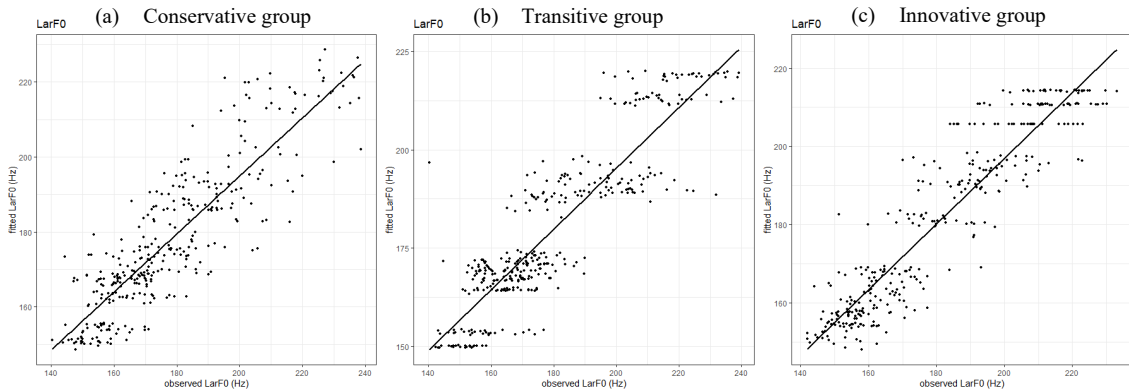 (a) Conservative group
(b) Transitive group
(c) Innovative group
LarF0
fitted LarF0 (Hz)
220
200
180
160
140 160 180 200 220 240
observed LarF0 (Hz)
LarF0
fitted LarF0 (Hz)
225
200
175
150
140 160 180 200 220 240
observed LarF0 (Hz)
LarF0
fitted LarF0 (Hz)
220
200
180
160
160 180 200 220
observed LarF0 (Hz)